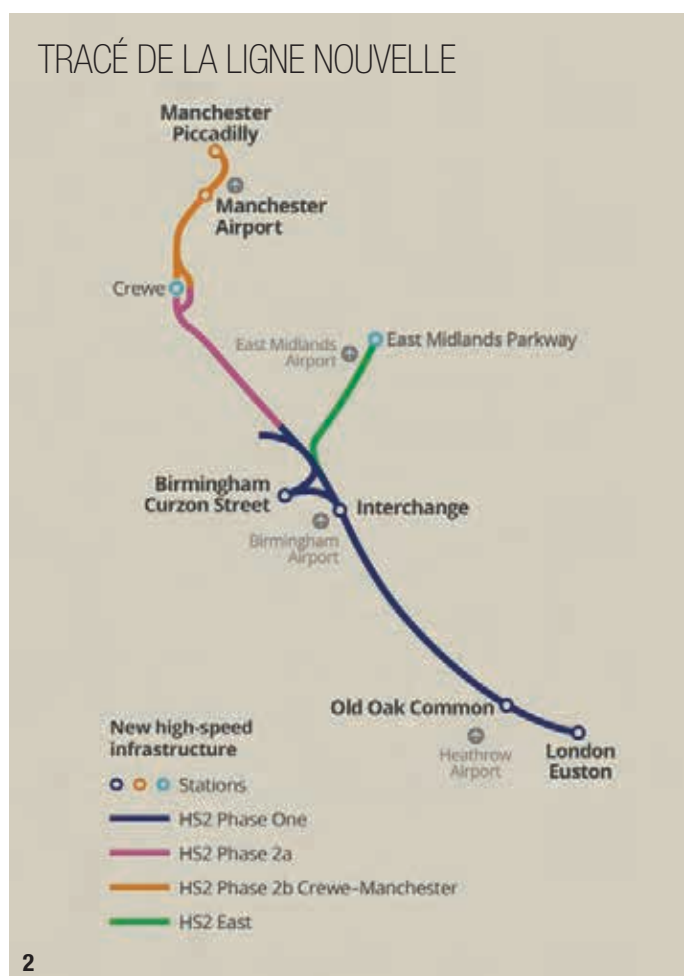 TRACÉ DE LA LIGNE NOUVELLE
Manchester
Piccadilly
Manchester
Airport
Crewe
East Midlands
Airport
East Midlands Parkway
Birmingham
Curzon Street
Interchange
Birmingham
Airport
Old Oak Common
Heathrow
Airport
London
Euston
New high-speed
infrastructure
Stations
HS2 Phase One
HS2 Phase 2a
HS2 Phase 2b Crewe–Manchester
HS2 East
2